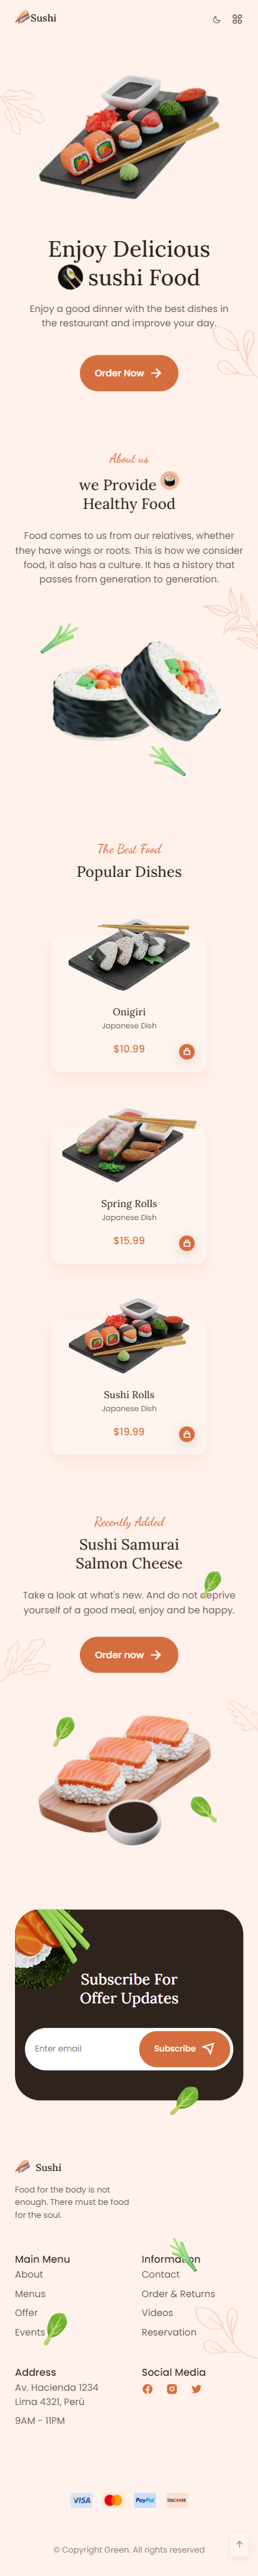 Sushi
Enjoy Delicious
sushi Food
Enjoy a good dinner with the best dishes in
the restaurant and improve your day.
Order Now
About us
we Provide
Healthy Food
Food comes to us from our relatives, whether
they have wings or roots. This is how we consider
food, it also has a culture. It has a history that
passes from generation to generation.
The Best Food
Popular Dishes
Onigiri
Japanese Dish
$10.99
Spring Rolls
Japanese Dish
$15.99
Sushi Rolls
Japanese Dish
$19.99
Recently Added
Sushi Samurai
Salmon Cheese
Take a look at what's new. And do not deprive
yourself of a good meal, enjoy and be happy.
Order now
Subscribe For
Offer Updates
Enter email
Subscribe
Sushi
Food for the body is not
enough. There must be food
for the soul.
Main Menu
About
Menus
Offer
Events
Information
Contact
Order & Returns
Videos
Reservation
Address
Av. Hacienda 1234
Lima 4321, Perú
9AM - 11PM
Social Media
VISA
PayPal
DISCOVER
© Copyright Green. All rights reserved